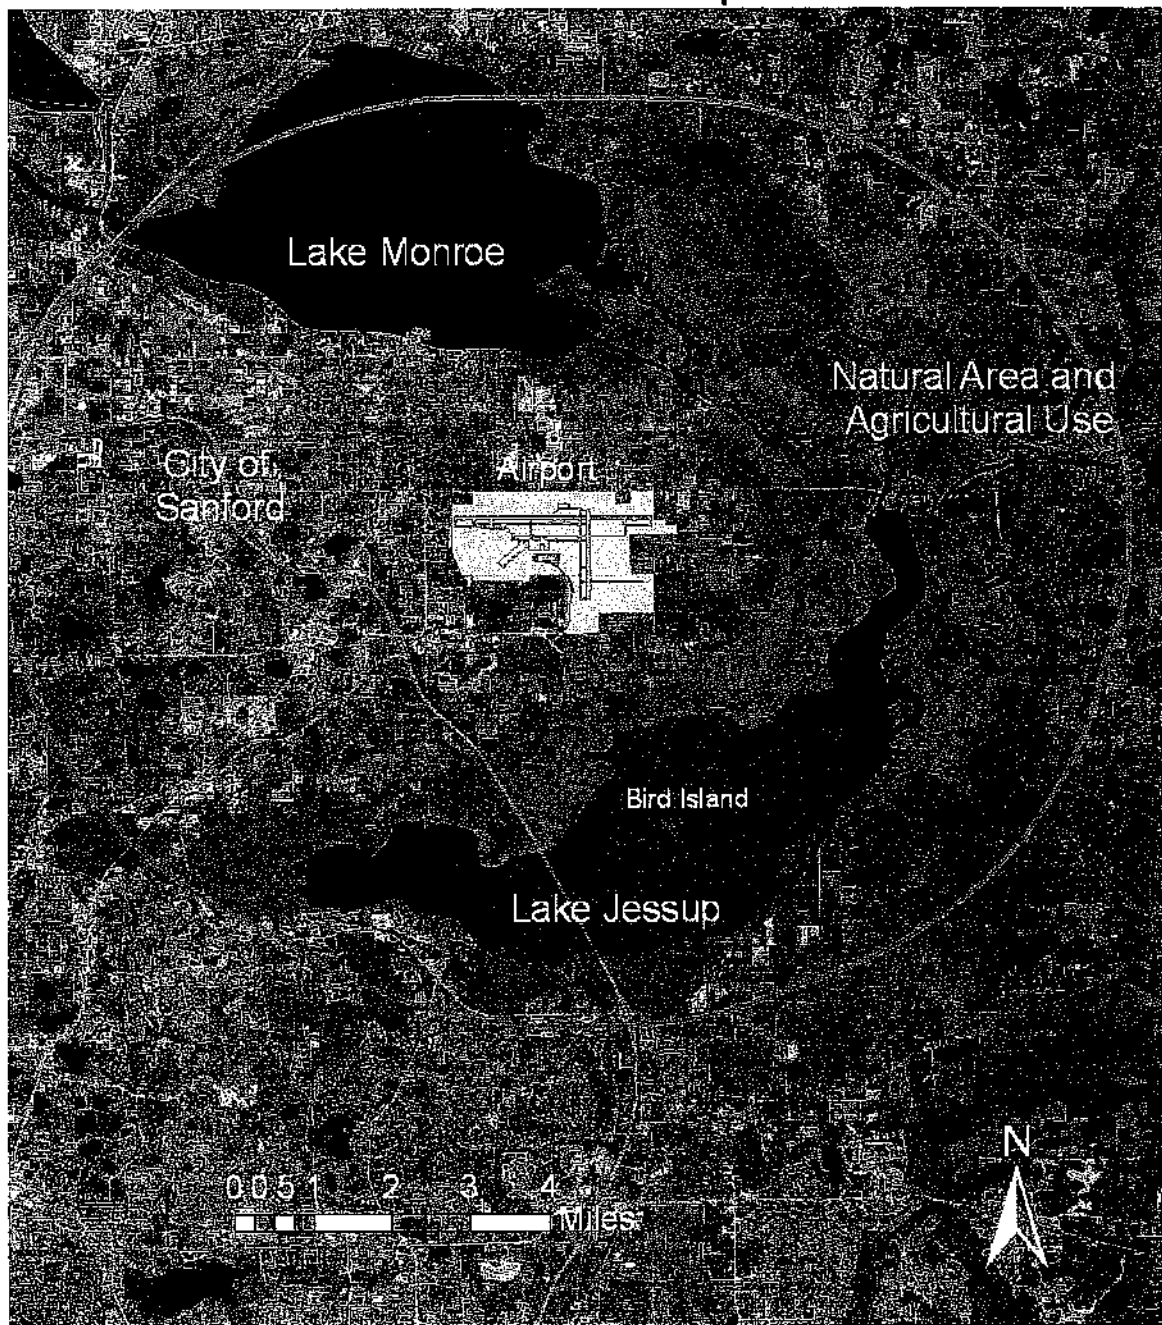 Lake Monroe
Natural Area and
Agricultural Use
City of
Sanford
Airport
Bird Island
Lake Jessup
N
0 0.5 1 2 3 4
Miles